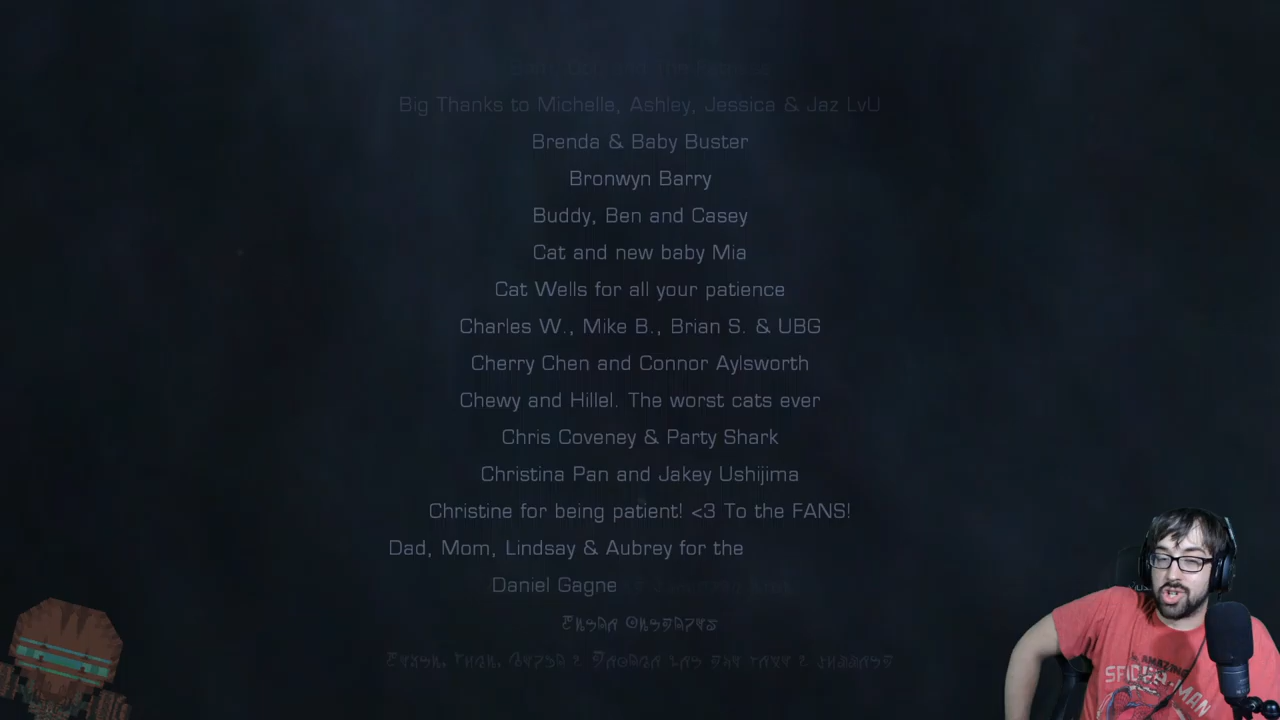 Big Thanks to Michelle, Ashley, Jessica & Jaz LvU
Brenda & Baby Buster
Bronwyn Barry
Buddy, Ben and Casey
Cat and new baby Mia
Cat Wells for all your patience
Charles W., Mike B., Brian S. & UBG
Cherry Chen and Connor Aylsworth
Chewy and Hillel. The worst cats ever
Chris Coveney & Party Shark
Christina Pan and Jakey Ushijima
Christine for being patient! <3 To the FANS!
Dad, Mom, Lindsay & Aubrey for the
Daniel Gagne
AMAZING
SPIDER-MAN